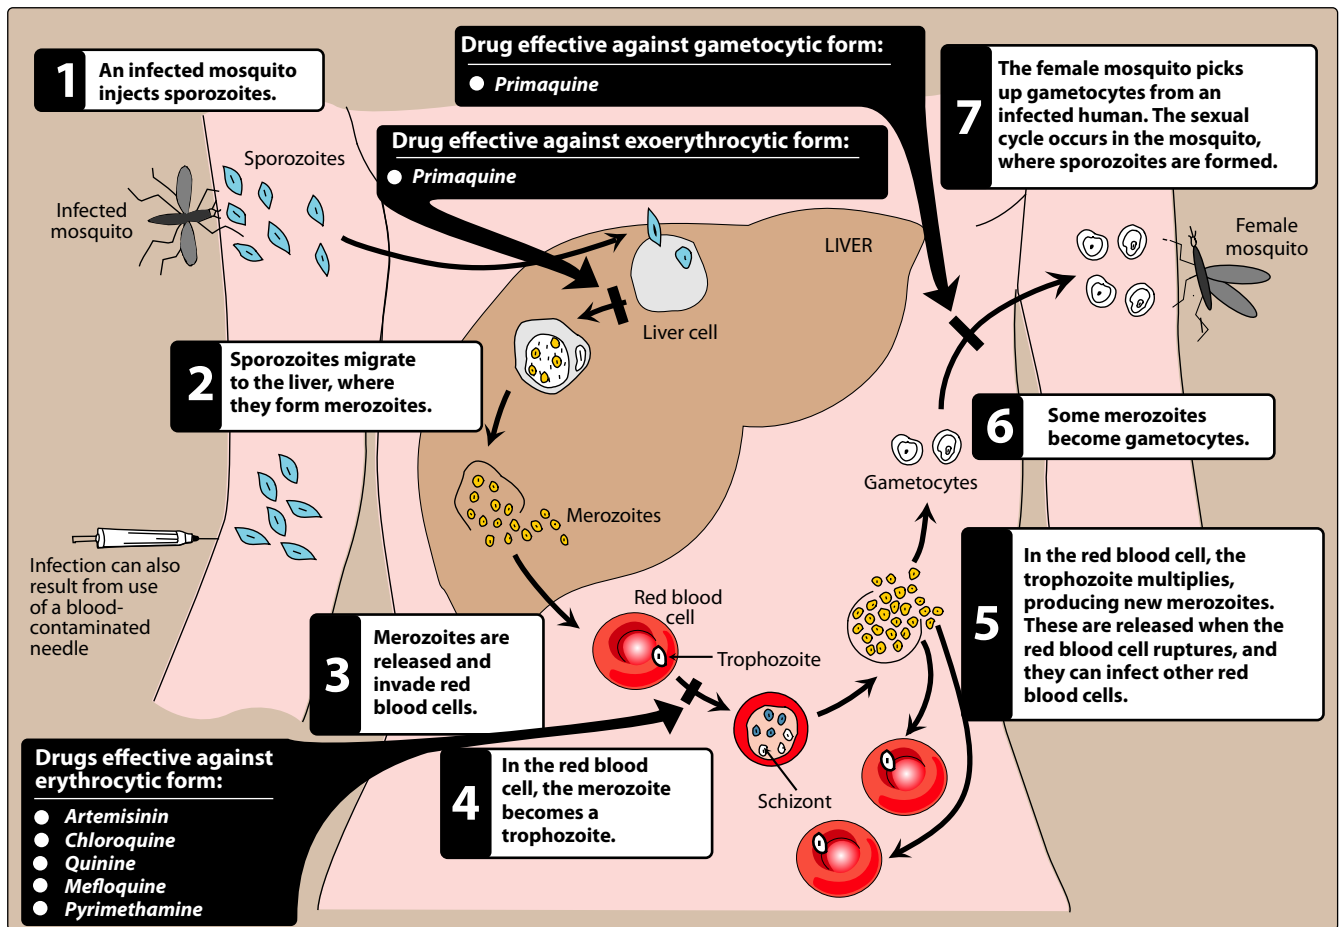 1
An infected mosquito
injects sporozoites.
Drug effective against gametocytic form:
Primaquine
Drug effective against exoerythrocytic form:
Primaquine
7
The female mosquito picks
up gametocytes from an
infected human. The sexual
cycle occurs in the mosquito,
where sporozoites are formed.
Sporozoites
Infected
mosquito
LIVER
Female
mosquito
Liver cell
2
Sporozoites migrate
to the liver, where
they form merozoites.
6
Some merozoites
become gametocytes.
Gametocytes
Merozoites
Infection can also
result from use
of a blood-
contaminated
needle
Red blood
cell
Trophozoite
5
In the red blood cell, the
trophozoite multiplies,
producing new merozoites.
These are released when the
red blood cell ruptures, and
they can infect other red
blood cells.
3
Merozoites are
released and
invade red
blood cells.
Drugs effective against
erythrocytic form:
Artemisinin
Chloroquine
Quinine
Mefloquine
Pyrimethamine
4
In the red blood
cell, the merozoite
becomes a
trophozoite.
Schizont